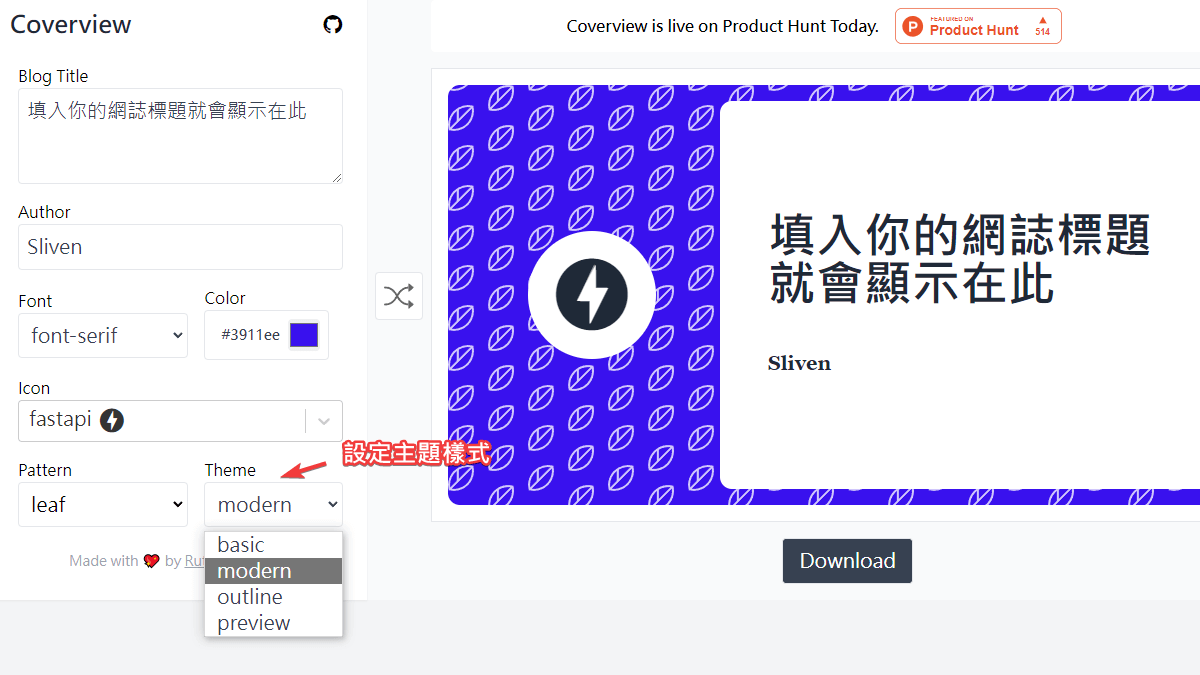 Coverview
Coverview is live on Product Hunt Today.
FEATURED ON
Product Hunt
514
Blog Title
填入你的網誌標題就會顯示在此
Author
Sliven
Font
Color
font-serif
#3911ee
Icon
fastapi
Pattern
Theme
設定主題樣式
leaf
modern
basic
modern
outline
preview
Made with by Rut
填入你的網誌標題
就會顯示在此
Sliven
Download